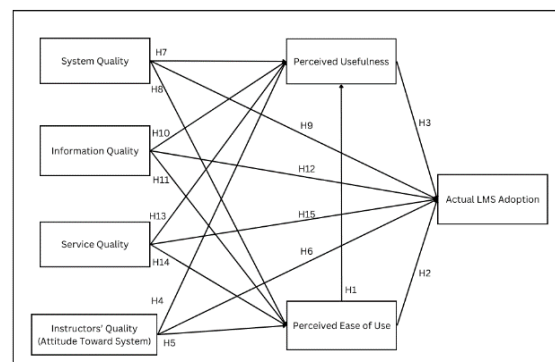 System Quality
H7
Perceived Usefulness
H8
H10
H9
H3
Information Quality
H12
H11
Actual LMS Adoption
H13
H15
Service Quality
H14
H6
H2
H4
H1
Instructors' Quality
(Attitude Toward System)
H5
Perceived Ease of Use